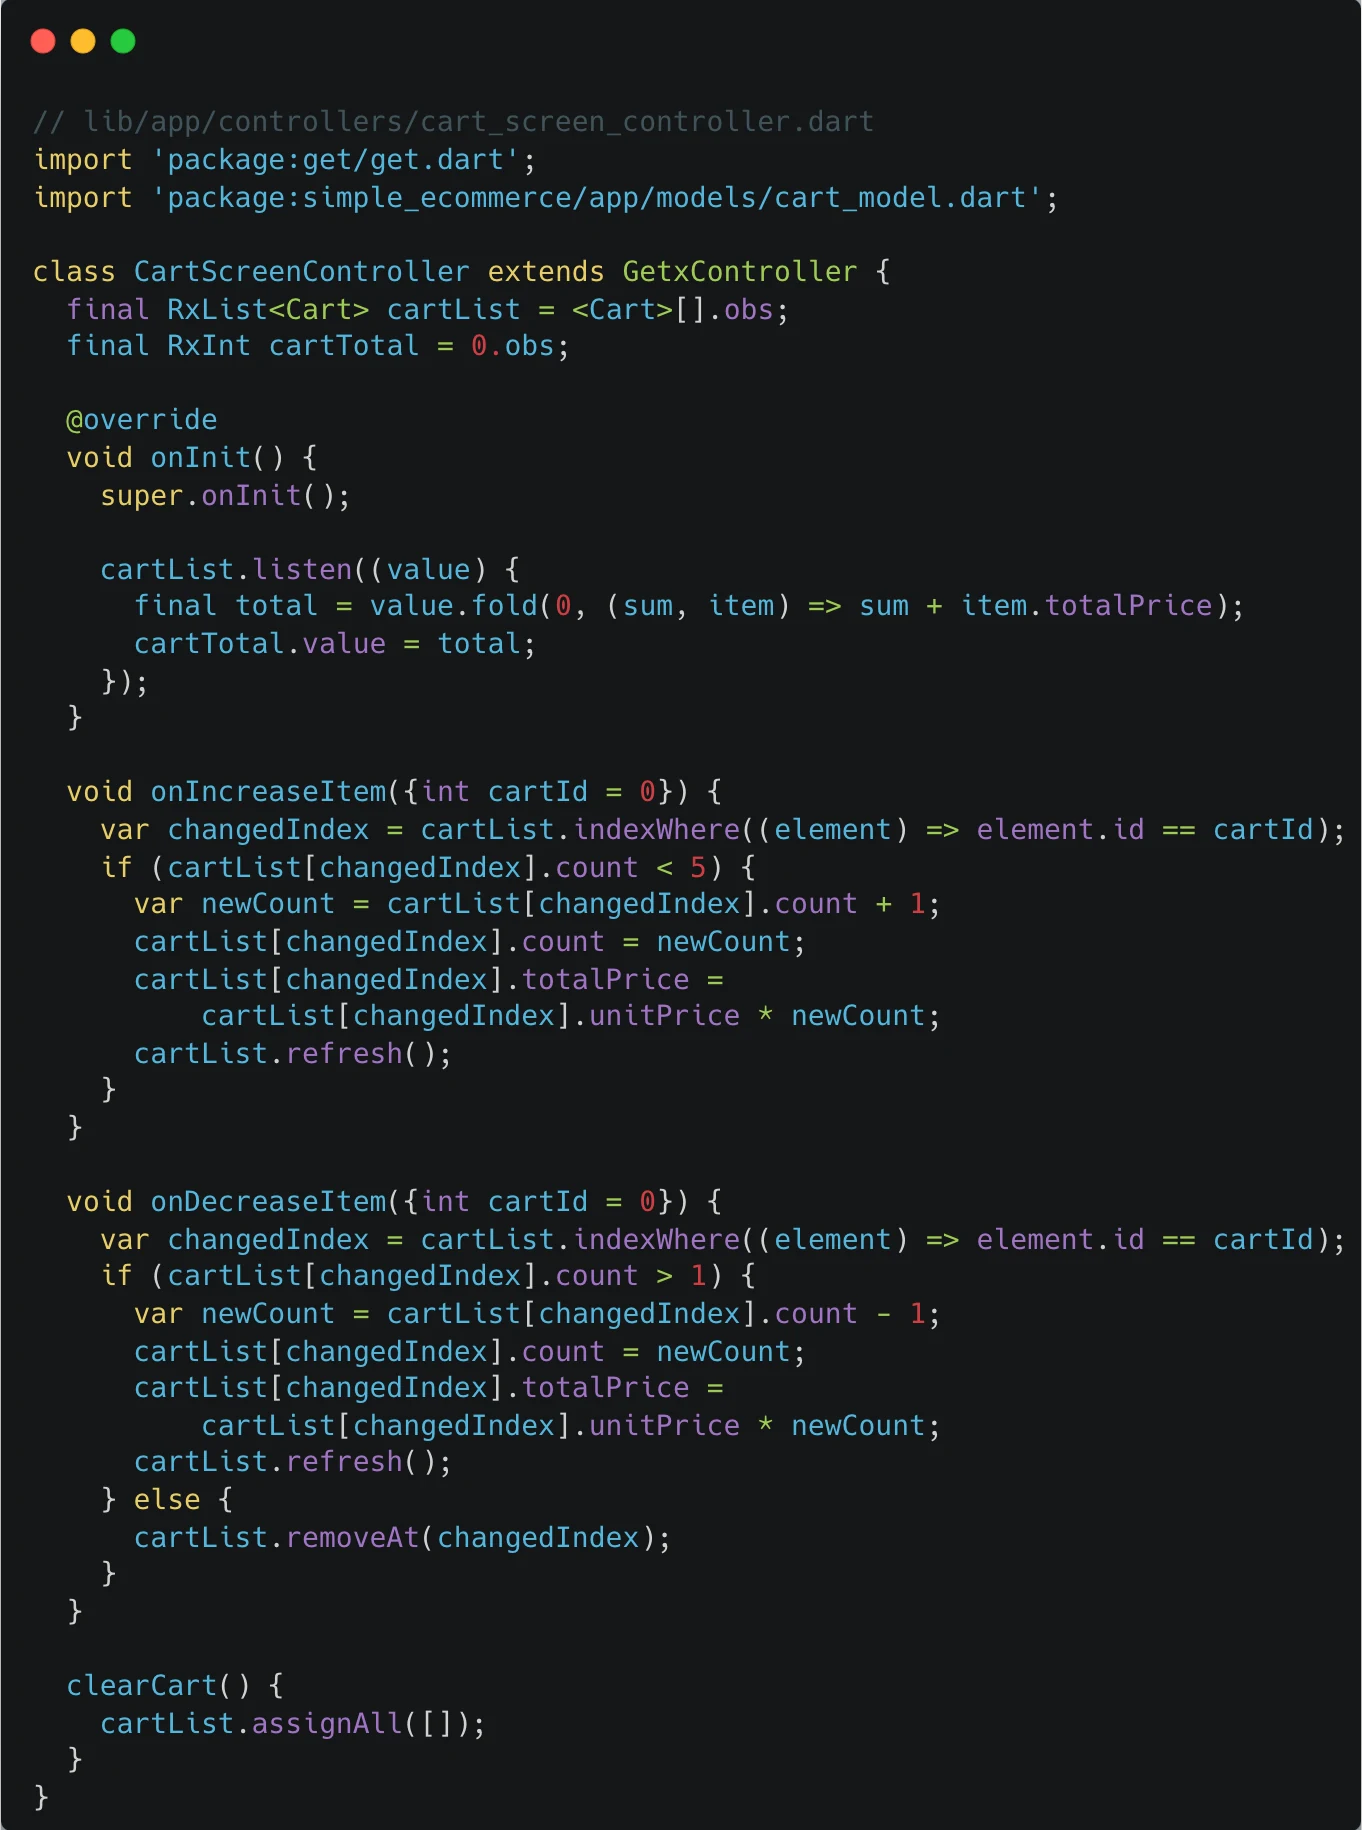 // lib/app/controllers/cart_screen_controller.dart
import 'package:get/get.dart';
import 'package:simple_ecommerce/app/models/cart_model.dart';

class CartScreenController extends GetxController {
  final RxList<Cart> cartList = <Cart>[].obs;
  final RxInt cartTotal = 0.obs;

  @override
  void onInit() {
    super.onInit();

    cartList.listen((value) {
      final total = value.fold(0, (sum, item) => sum + item.totalPrice);
      cartTotal.value = total;
    });
  }

  void onIncreaseItem({int cartId = 0}) {
    var changedIndex = cartList.indexWhere((element) => element.id == cartId);
    if (cartList[changedIndex].count < 5) {
      var newCount = cartList[changedIndex].count + 1;
      cartList[changedIndex].count = newCount;
      cartList[changedIndex].totalPrice =
          cartList[changedIndex].unitPrice * newCount;
      cartList.refresh();
    }
  }

  void onDecreaseItem({int cartId = 0}) {
    var changedIndex = cartList.indexWhere((element) => element.id == cartId);
    if (cartList[changedIndex].count > 1) {
      var newCount = cartList[changedIndex].count - 1;
      cartList[changedIndex].count = newCount;
      cartList[changedIndex].totalPrice =
          cartList[changedIndex].unitPrice * newCount;
      cartList.refresh();
    } else {
      cartList.removeAt(changedIndex);
    }
  }

  clearCart() {
    cartList.assignAll([]);
  }
}